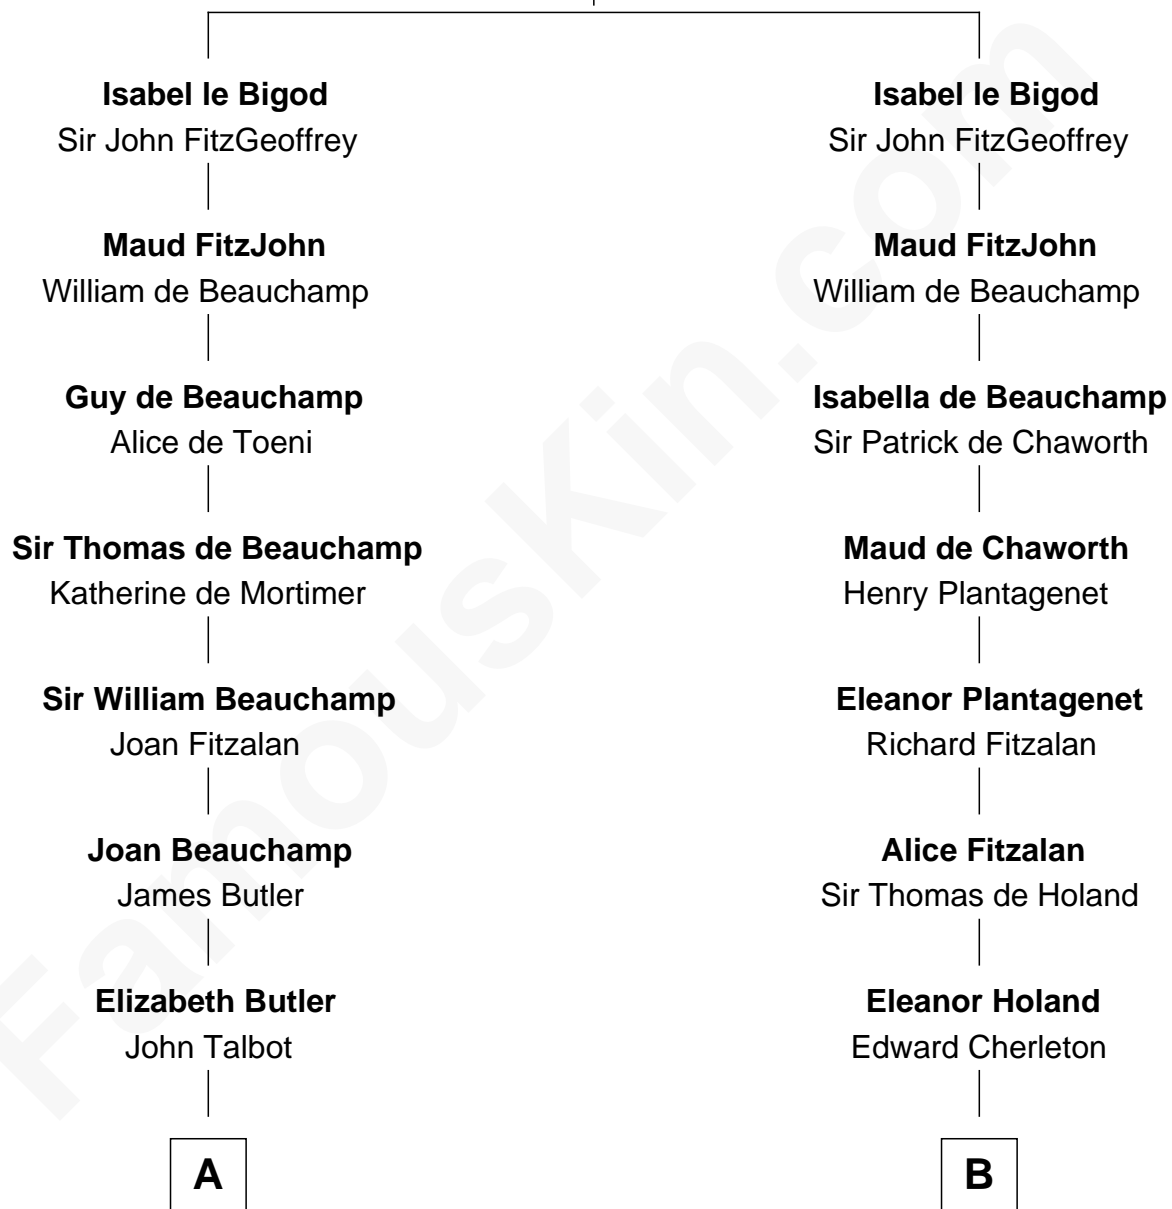 Isabel le Bigod
Sir John FitzGeoffrey
Maud FitzJohn
William de Beauchamp
Guy de Beauchamp
Alice de Toeni
Sir Thomas de Beauchamp
Katherine de Mortimer
Sir William Beauchamp
Joan Fitzalan
Joan Beauchamp
James Butler
Elizabeth Butler
John Talbot
A
Isabel le Bigod
Sir John FitzGeoffrey
Maud FitzJohn
William de Beauchamp
Isabella de Beauchamp
Sir Patrick de Chaworth
Maud de Chaworth
Henry Plantagenet
Eleanor Plantagenet
Richard Fitzalan
Alice Fitzalan
Sir Thomas de Holand
Eleanor Holand
Edward Cherleton
B
FamousKin.com